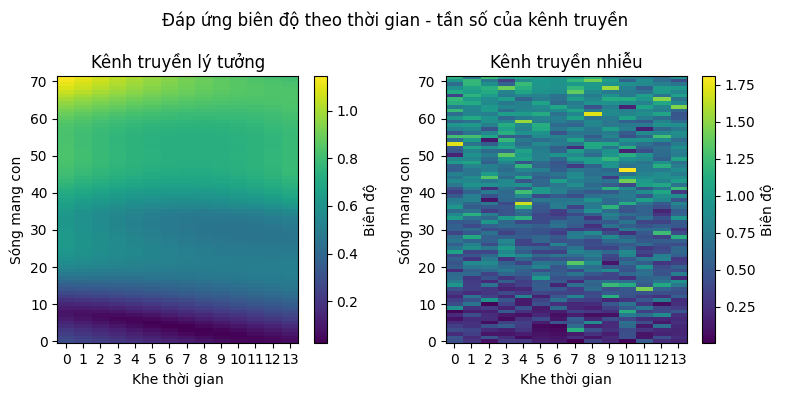 Đáp ứng biên độ theo thời gian - tần số của kênh truyền
Kênh truyền lý tưởng
70
60
50
40
30
20
10
0
Sóng mang con
0 1 2 3 4 5 6 7 8 9 10 11 12 13
Khe thời gian
1.0
0.8
0.6
0.4
0.2
Biên độ
Kênh truyền nhiễu
70
60
50
40
30
20
10
0
Sóng mang con
0 1 2 3 4 5 6 7 8 9 10 11 12 13
Khe thời gian
1.75
1.50
1.25
1.00
0.75
0.50
0.25
Biên độ